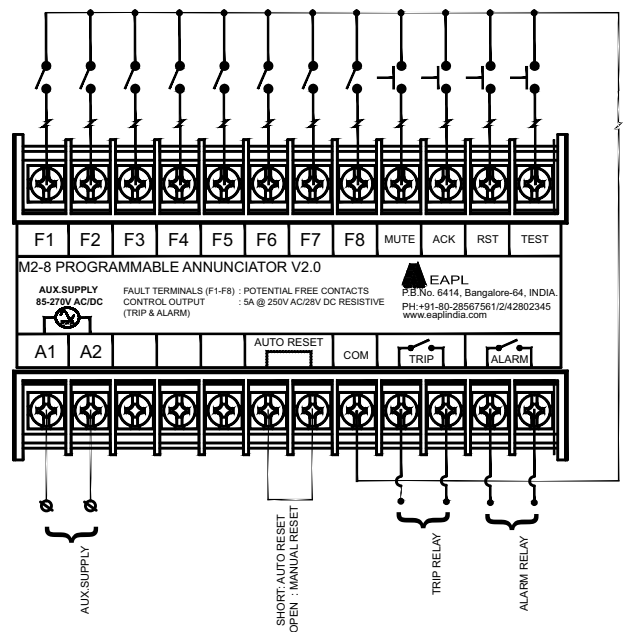 F1 F2 F3 F4 F5 F6 F7 F8 MUTE ACK RST TEST
M2-8 PROGRAMMABLE ANNUNCIATOR V2.0
AUX.SUPPLY
85-270V AC/DC
FAULT TERMINALS (F1-F8) : POTENTIAL FREE CONTACTS
CONTROL OUTPUT : 5A @ 250V AC/28V DC RESISTIVE
(TRIP & ALARM)
EAPL
P.B.No. 6414, Bangalore-64, INDIA.
PH:+91-80-28567561/2/42802345
www.eaplindia.com
A1 A2 AUTO RESET COM TRIP ALARM
AUX.SUPPLY
SHORT: AUTO RESET
OPEN : MANUAL RESET
TRIP RELAY
ALARM RELAY